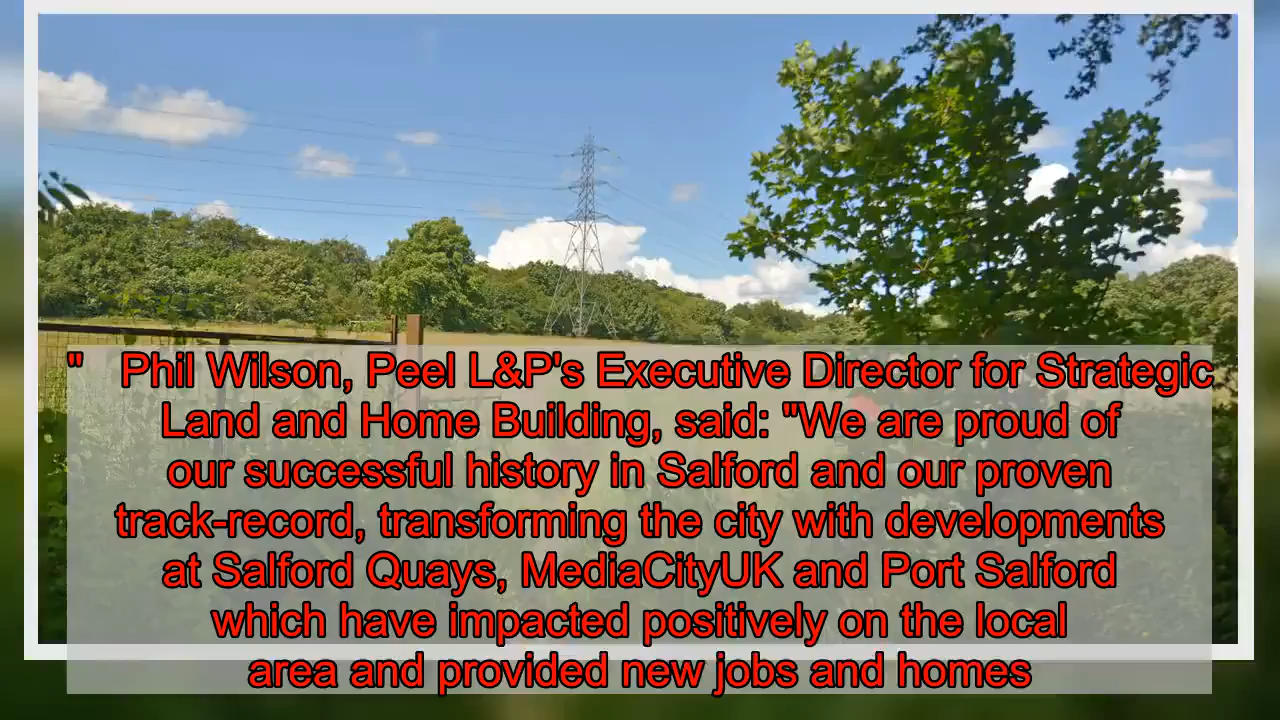 "   Phil Wilson, Peel L&P's Executive Director for Strategic
Land and Home Building, said: "We are proud of
our successful history in Salford and our proven
track-record, transforming the city with developments
at Salford Quays, MediaCityUK and Port Salford
which have impacted positively on the local
area and provided new jobs and homes